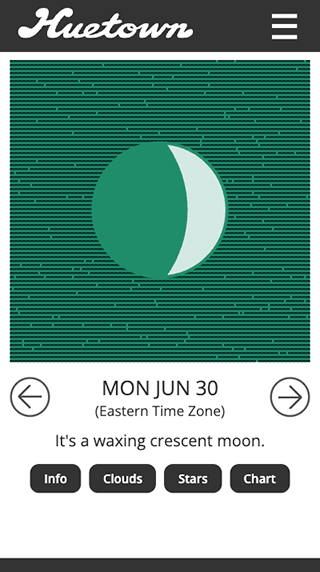 Huetown
MON JUN 30
(Eastern Time Zone)
It's a waxing crescent moon.
Info
Clouds
Stars
Chart